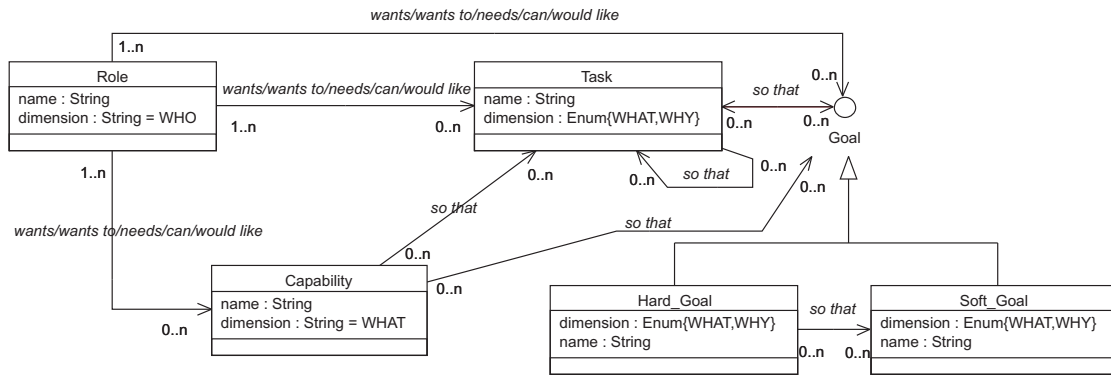 wants/wants to/needs/can/would like
1..n
0..n
Role
name : String
dimension : String = WHO
wants/wants to/needs/can/would like
1..n
0..n
Task
name : String
dimension : Enum{WHAT,WHY}
so that
0..n
0..n
Goal
0..n
so that
0..n
0..n
1..n
so that
0..n
so that
wants/wants to/needs/can/would like
0..n
0..n
0..n
Capability
name : String
dimension : String = WHAT
Hard_Goal
dimension : Enum{WHAT,WHY}
name : String
so that
0..n
0..n
Soft_Goal
dimension : Enum{WHAT,WHY}
name : String